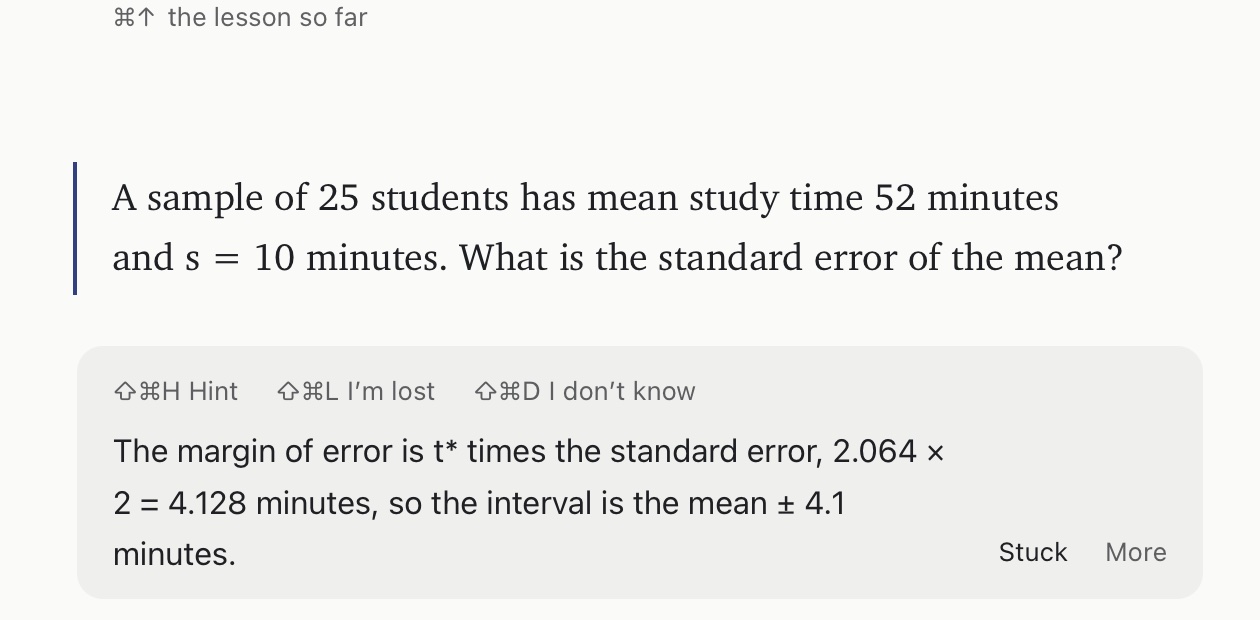 ⌘↑ the lesson so far
A sample of 25 students has mean study time 52 minutes
and s = 10 minutes. What is the standard error of the mean?
⇧⌘H Hint ⇧⌘L I’m lost ⇧⌘D I don’t know
The margin of error is t* times the standard error, 2.064 ×
2 = 4.128 minutes, so the interval is the mean ± 4.1
minutes.
Stuck More